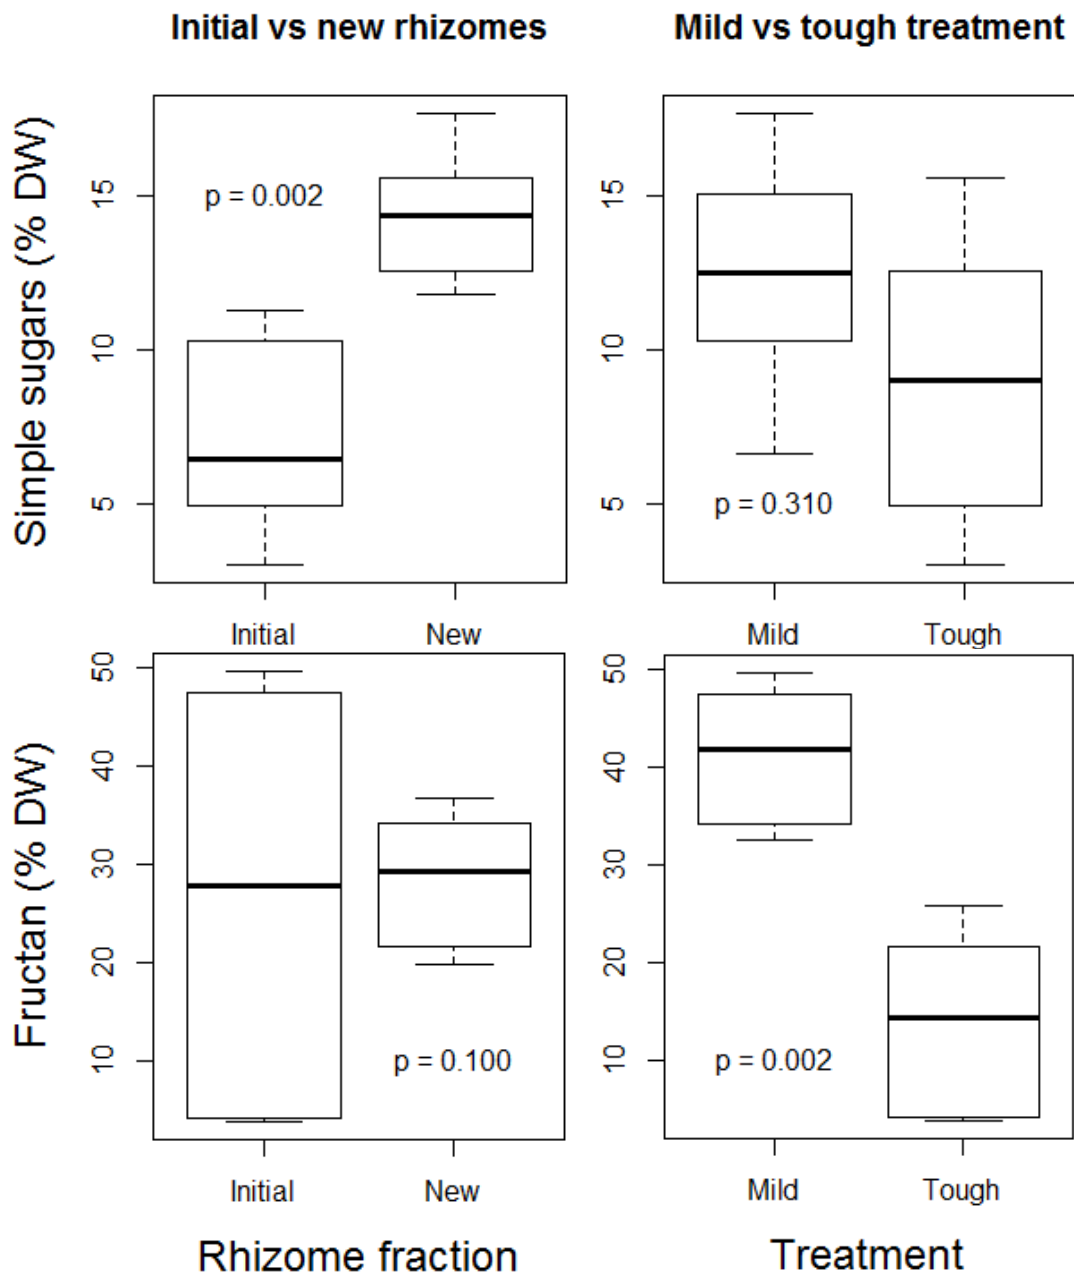 Initial vs new rhizomes
Mild vs tough treatment
Simple sugars (% DW)
15
10
5
p = 0.002
Initial
New
15
10
5
p = 0.310
Mild
Tough
Fructan (% DW)
50
40
30
20
10
p = 0.100
Initial
New
Rhizome fraction
50
40
30
20
10
p = 0.002
Mild
Tough
Treatment